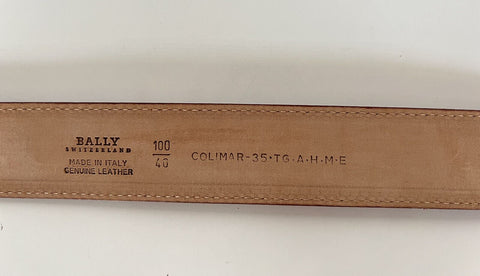 BALLY
SWITZERLAND
MADE IN ITALY
GENUINE LEATHER
100
40
COLIMAR-35·TG·A·H·M·E